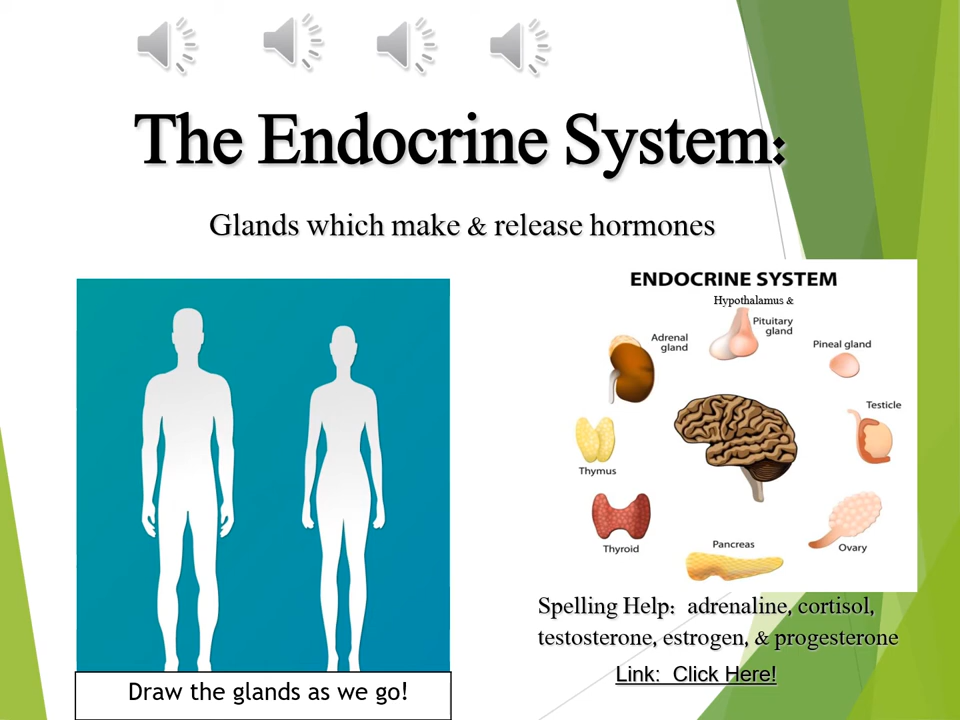 The Endocrine System:
Glands which make & release hormones
ENDOCRINE SYSTEM
Hypothalamus &
Pituitary
gland
Adrenal
gland
Pineal gland
Testicle
Thymus
Thyroid
Pancreas
Ovary
Spelling Help: adrenaline, cortisol,
testosterone, estrogen, & progesterone
Link: Click Here!
Draw the glands as we go!